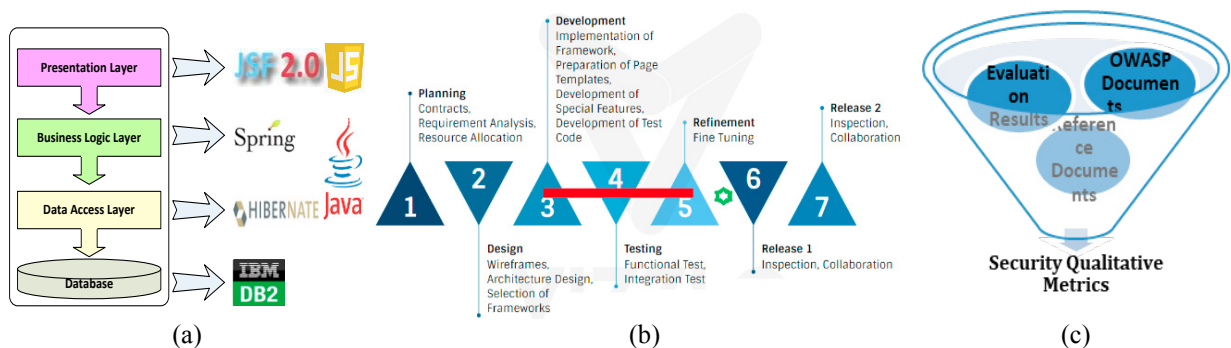 Presentation Layer
JSF 2.0
JS
Business Logic Layer
Spring
Java
Data Access Layer
HIBERNATE
Database
IBM
DB2
(a)
Planning
Contracts,
Requirement Analysis,
Resource Allocation
Development
Implementation of
Framework,
Preparation of Page
Templates,
Development of
Special Features,
Development of Test
Code
Refinement
Fine Tuning
Release 2
Inspection,
Collaboration
1
2
3
4
5
6
7
Design
Wireframes,
Architecture Design,
Selection of
Frameworks
Testing
Functional Test,
Integration Test
Release 1
Inspection, Collaboration
(b)
Evaluati
on
Results
OWASP
Documen
ts
eferen
ce
Docume
nts
Security Qualitative
Metrics
(c)